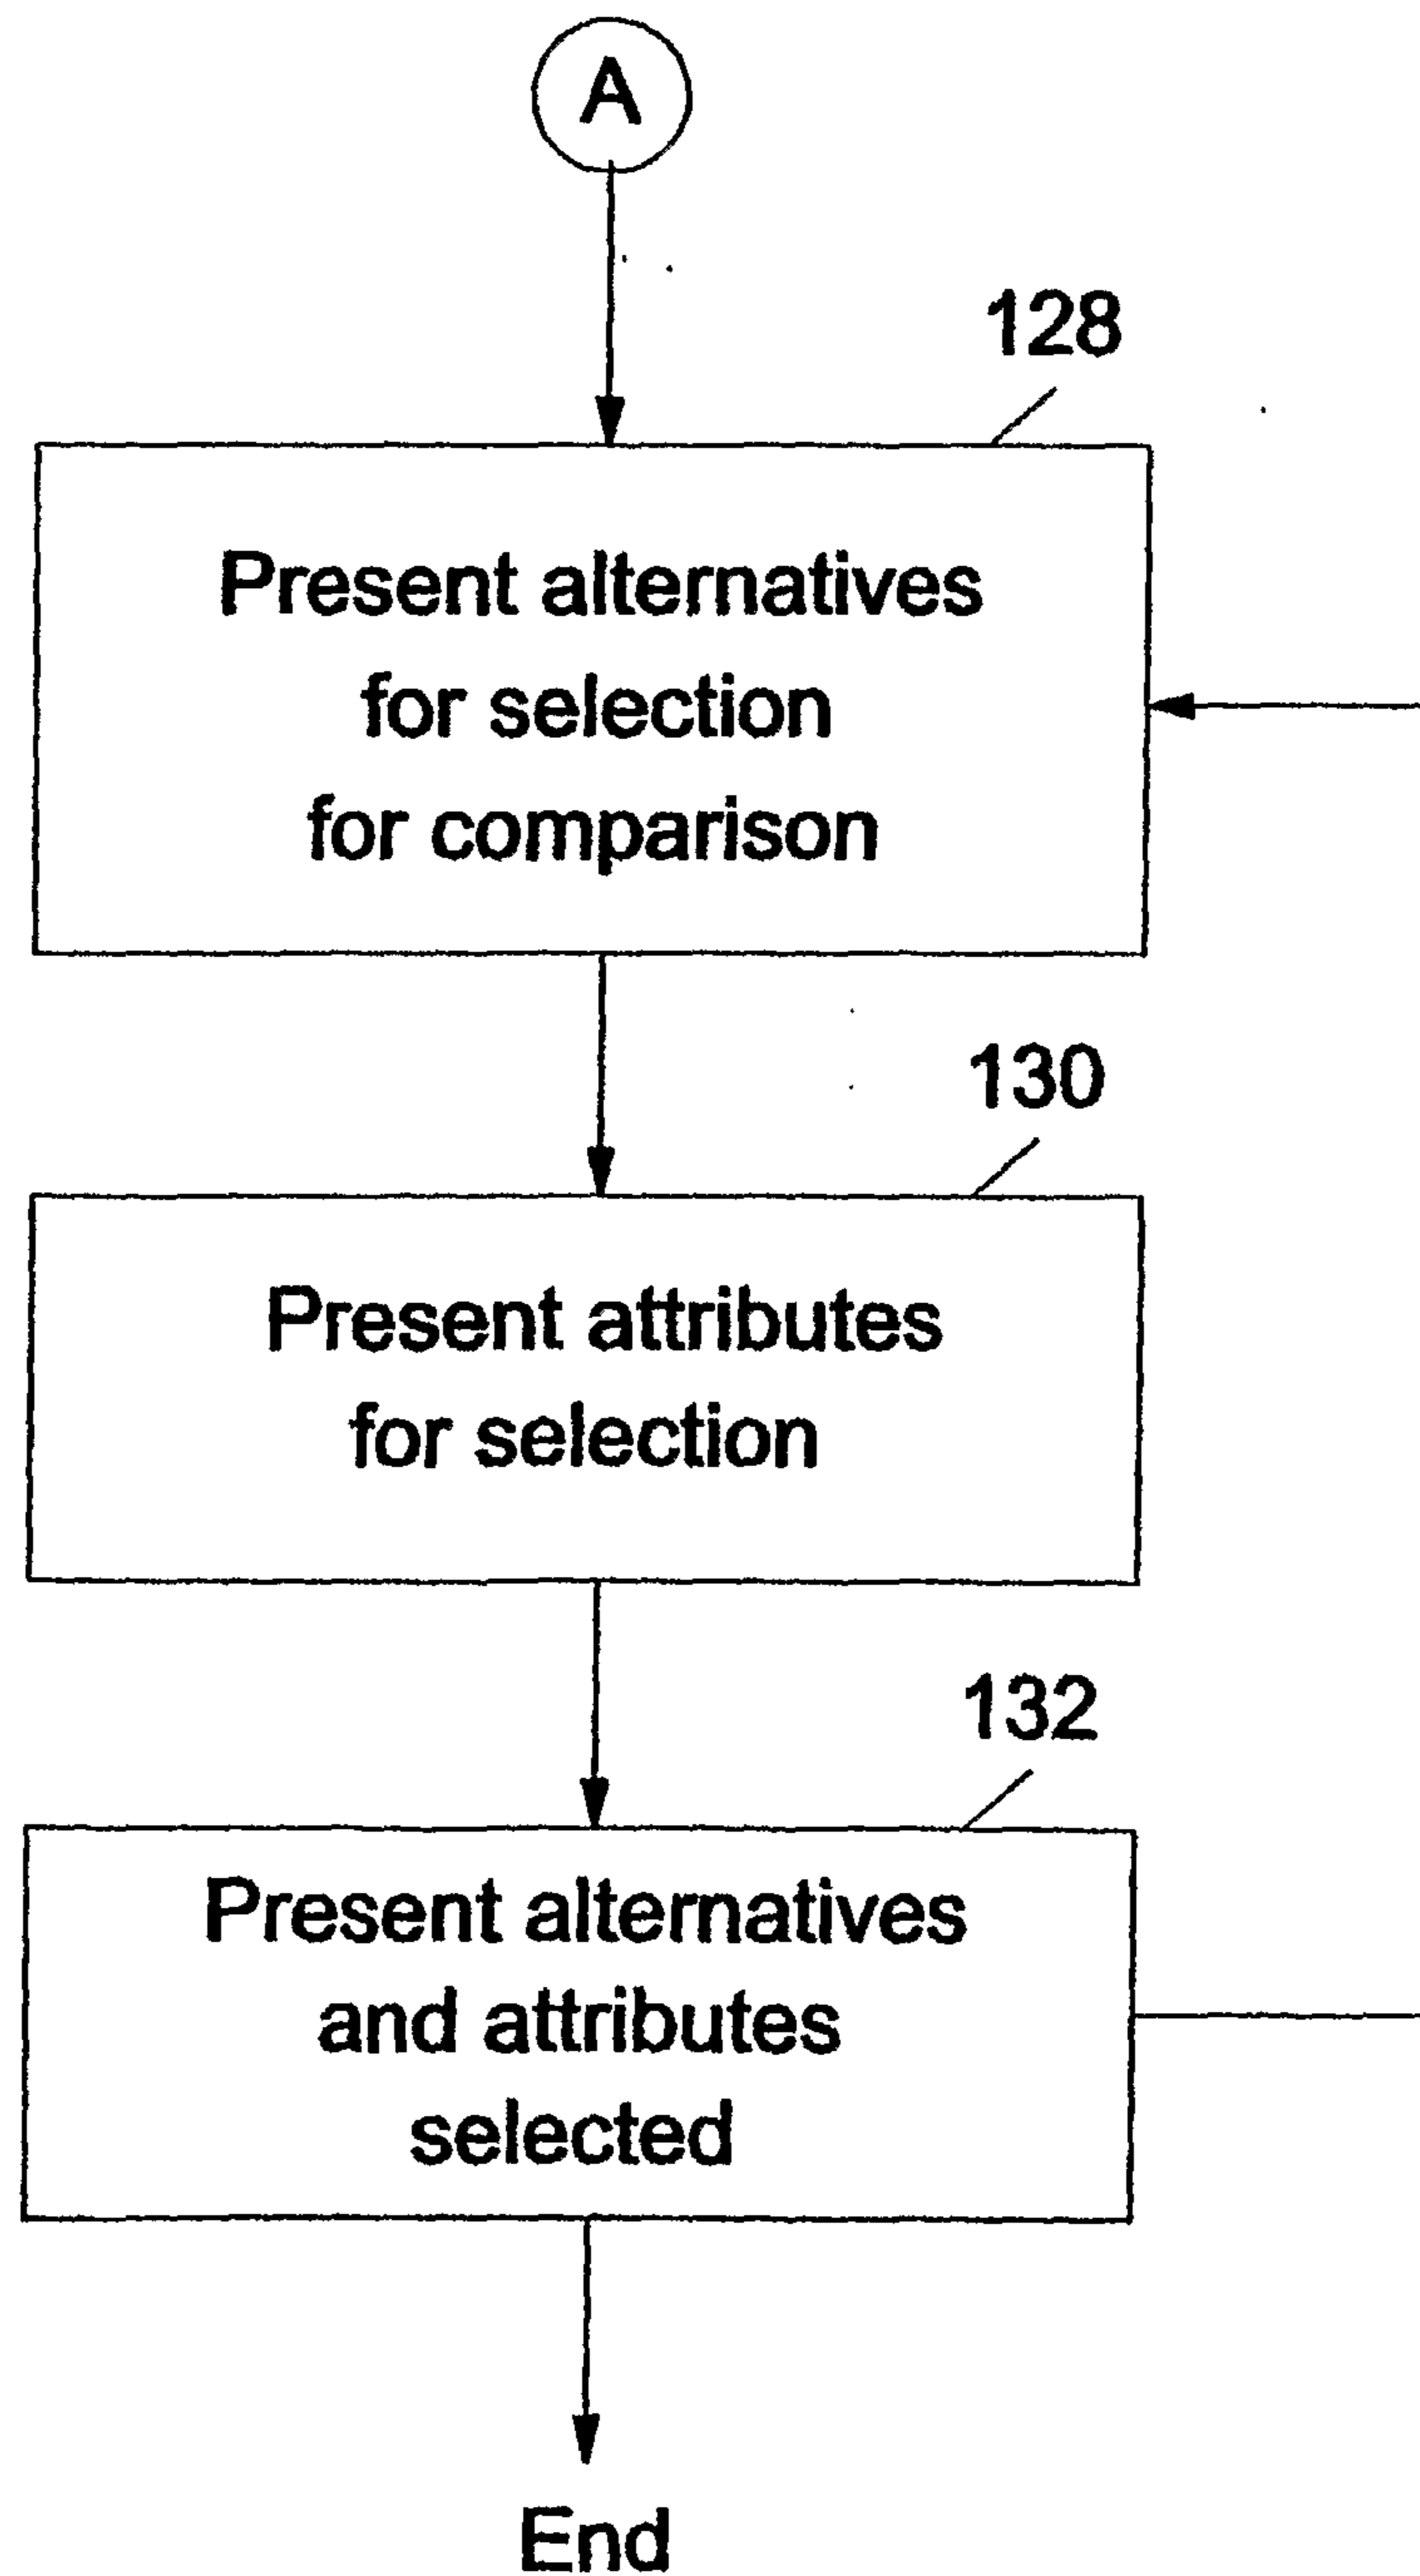 A
128
Present alternatives
for selection
for comparison
130
Present attributes
for selection
132
Present alternatives
and attributes
selected
End